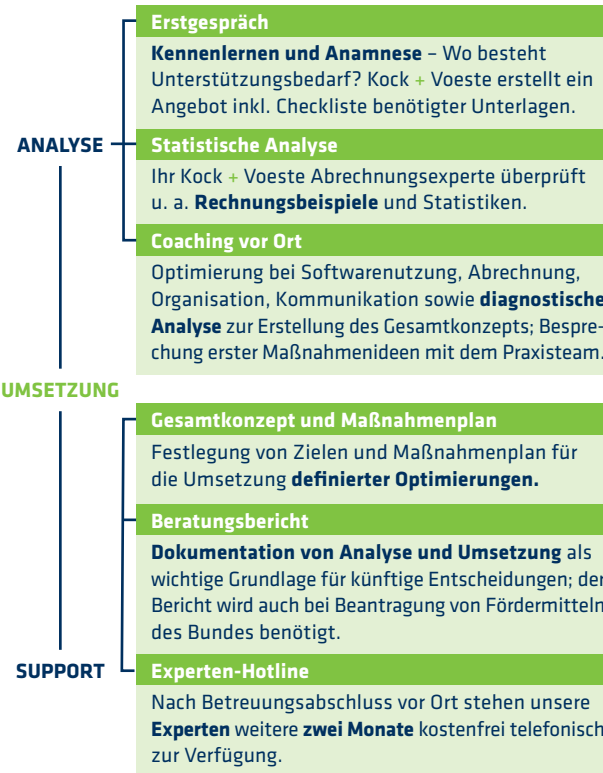 Erstgespräch
Kennenlernen und Anamnese – Wo besteht
Unterstützungsbedarf? Kock + Voeste erstellt ein
Angebot inkl. Checkliste benötigter Unterlagen.
ANALYSE
Statistische Analyse
Ihr Kock + Voeste Abrechnungsexperte überprüft
u. a. Rechnungsbeispiele und Statistiken.
Coaching vor Ort
Optimierung bei Softwarenutzung, Abrechnung,
Organisation, Kommunikation sowie diagnostische
Analyse zur Erstellung des Gesamtkonzepts; Bespre-
chung erster Maßnahmenideen mit dem Praxisteam.
UMSETZUNG
Gesamtkonzept und Maßnahmenplan
Festlegung von Zielen und Maßnahmenplan für
die Umsetzung definierter Optimierungen.
Beratungsbericht
Dokumentation von Analyse und Umsetzung als
wichtige Grundlage für künftige Entscheidungen; der
Bericht wird auch bei Beantragung von Fördermitteln
des Bundes benötigt.
SUPPORT
Experten-Hotline
Nach Betreuungsabschluss vor Ort stehen unsere
Experten weitere zwei Monate kostenfrei telefonisch
zur Verfügung.